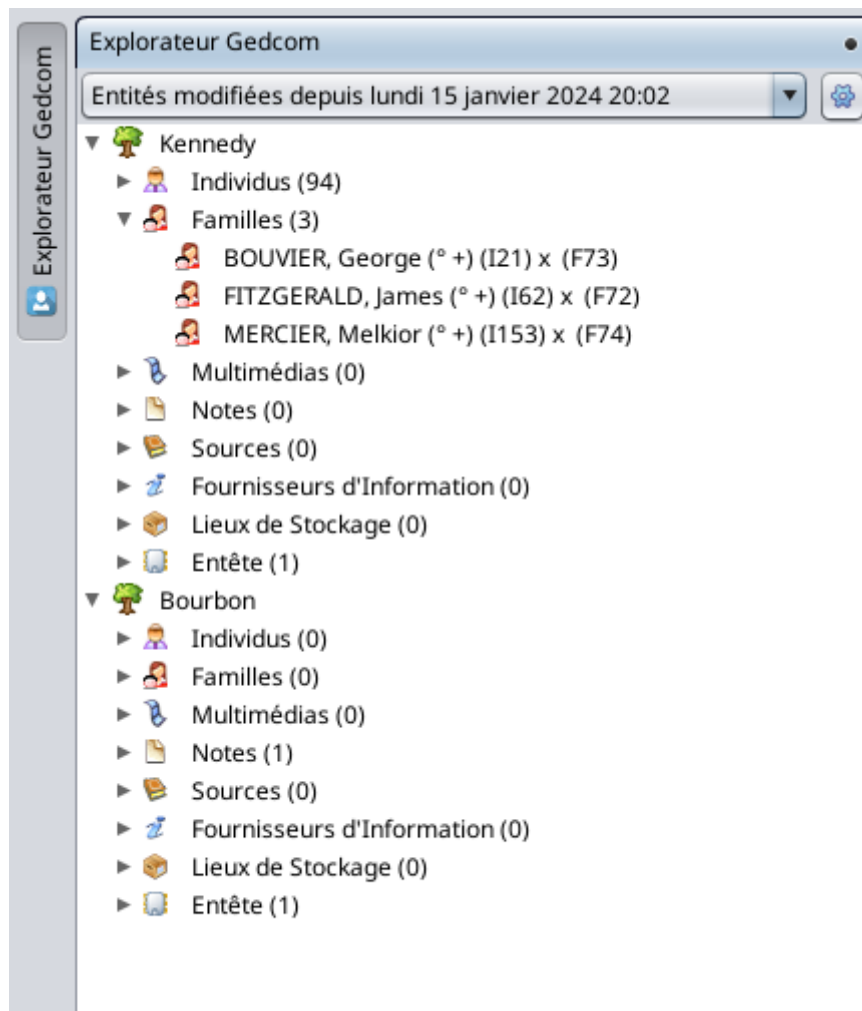 Explorateur Gedcom
Explorateur Gedcom
Entités modifiées depuis lundi 15 janvier 2024 20:02
Kennedy
Individus (94)
Familles (3)
BOUVIER, George (° +) (I21) x (F73)
FITZGERALD, James (° +) (I62) x (F72)
MERCIER, Melkior (° +) (I153) x (F74)
Multimédias (0)
Notes (0)
Sources (0)
Fournisseurs d'Information (0)
Lieux de Stockage (0)
Entête (1)
Bourbon
Individus (0)
Familles (0)
Multimédias (0)
Notes (1)
Sources (0)
Fournisseurs d'Information (0)
Lieux de Stockage (0)
Entête (1)